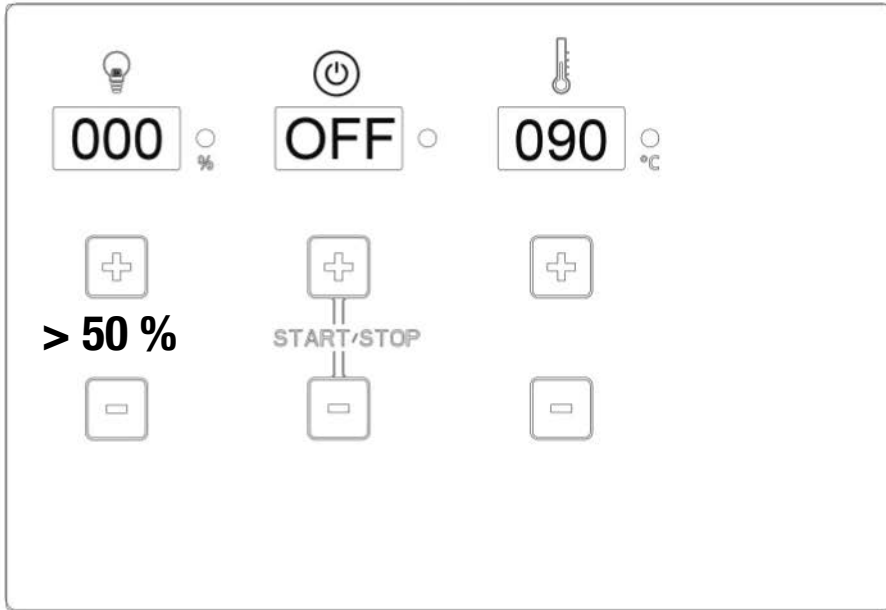 000 OFF 090
% °C
+ + +
> 50 % START/STOP
- - -